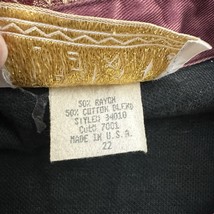 50% RAYON
50% COTTON BLEND
STYLE# 34010
Cut# 7001
MADE IN U.S.A.
22